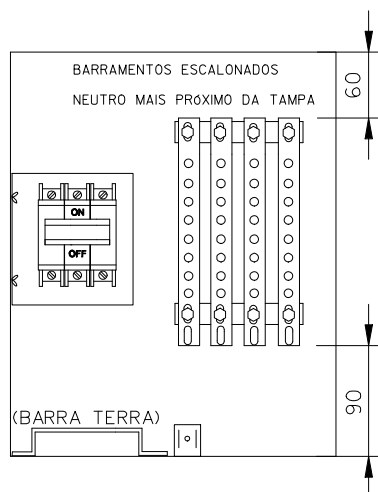 BARRAMENTOS ESCALONADOS
NEUTRO MAIS PRÓXIMO DA TAMPA
60
ON
OFF
90
(BARRA TERRA)